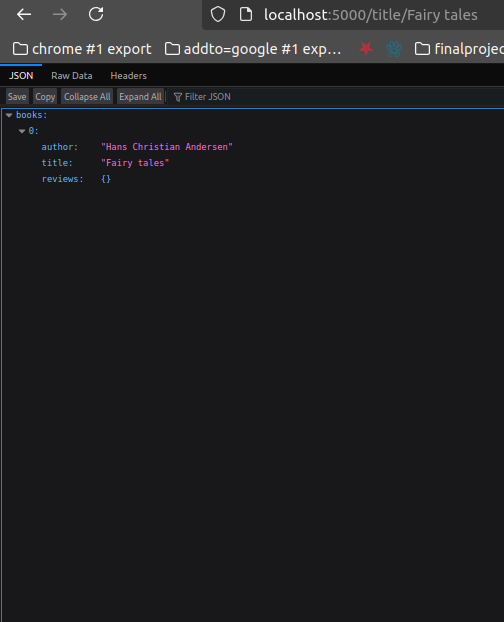 localhost:5000/title/Fairy tales
chrome #1 export addto=google #1 exp… finalprojec
JSON Raw Data Headers
Save Copy Collapse All Expand All Filter JSON
books:
0:
author: "Hans Christian Andersen"
title: "Fairy tales"
reviews: {}